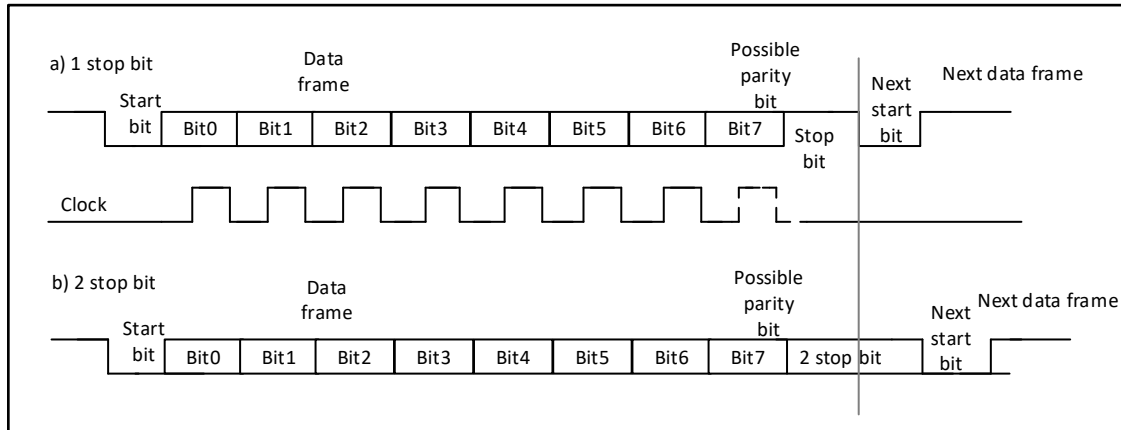 a) 1 stop bit
Data
frame
Possible
parity
bit
Next data frame
Start
bit
Bit0
Bit1
Bit2
Bit3
Bit4
Bit5
Bit6
Bit7
Stop
bit
Next
start
bit
Clock
b) 2 stop bit
Data
frame
Possible
parity
bit
Next data frame
Start
bit
Bit0
Bit1
Bit2
Bit3
Bit4
Bit5
Bit6
Bit7
2 stop bit
Next
start
bit